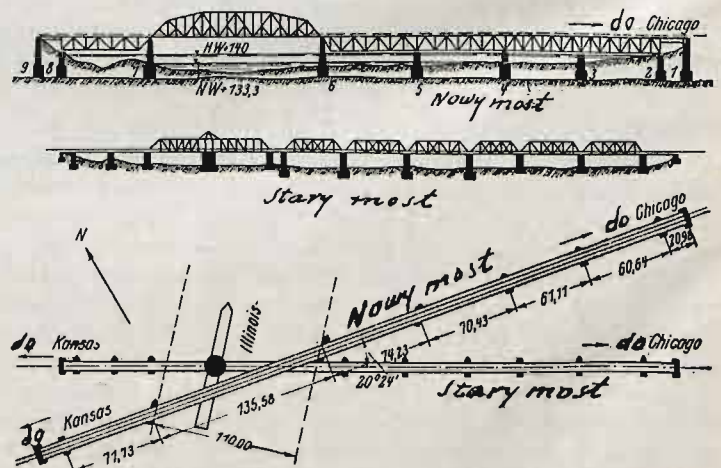 do Chicago
HW+140
NW+133,3
9 8 7 6 5 4 3 2 1
Nowy most
Stary most
N
do Chicago
Nowy most
20,98
60,64
61,11
70,43
74,23
20°24'
Illinois
do Kansas
do Chicago
Stary most
135,58
110,00
do Kansas
71,73